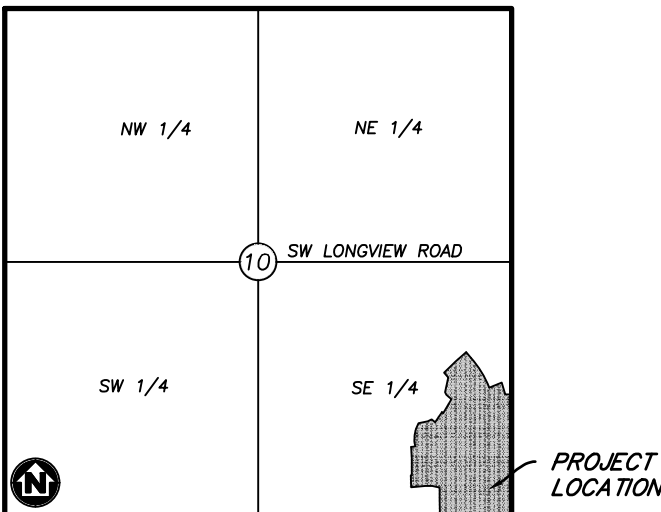 NW 1/4
NE 1/4
10
SW LONGVIEW ROAD
SW 1/4
SE 1/4
N
PROJECT
LOCATION